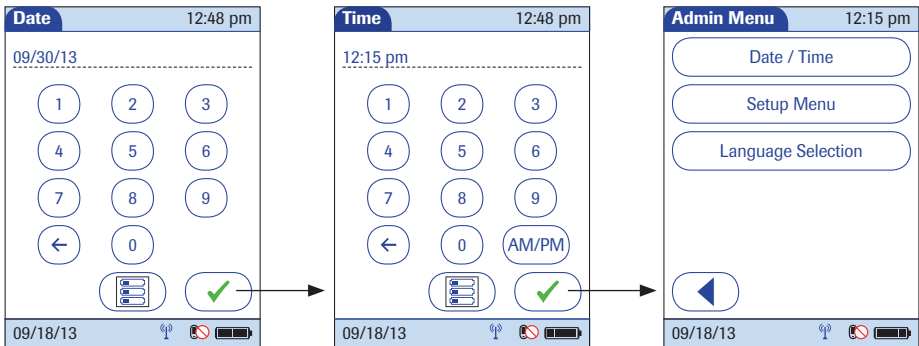 Date 12:48 pm
09/30/13
1 2 3
4 5 6
7 8 9
0
09/18/13
Time 12:48 pm
12:15 pm
1 2 3
4 5 6
7 8 9
0 AM/PM
09/18/13
Admin Menu 12:15 pm
Date / Time
Setup Menu
Language Selection
09/18/13